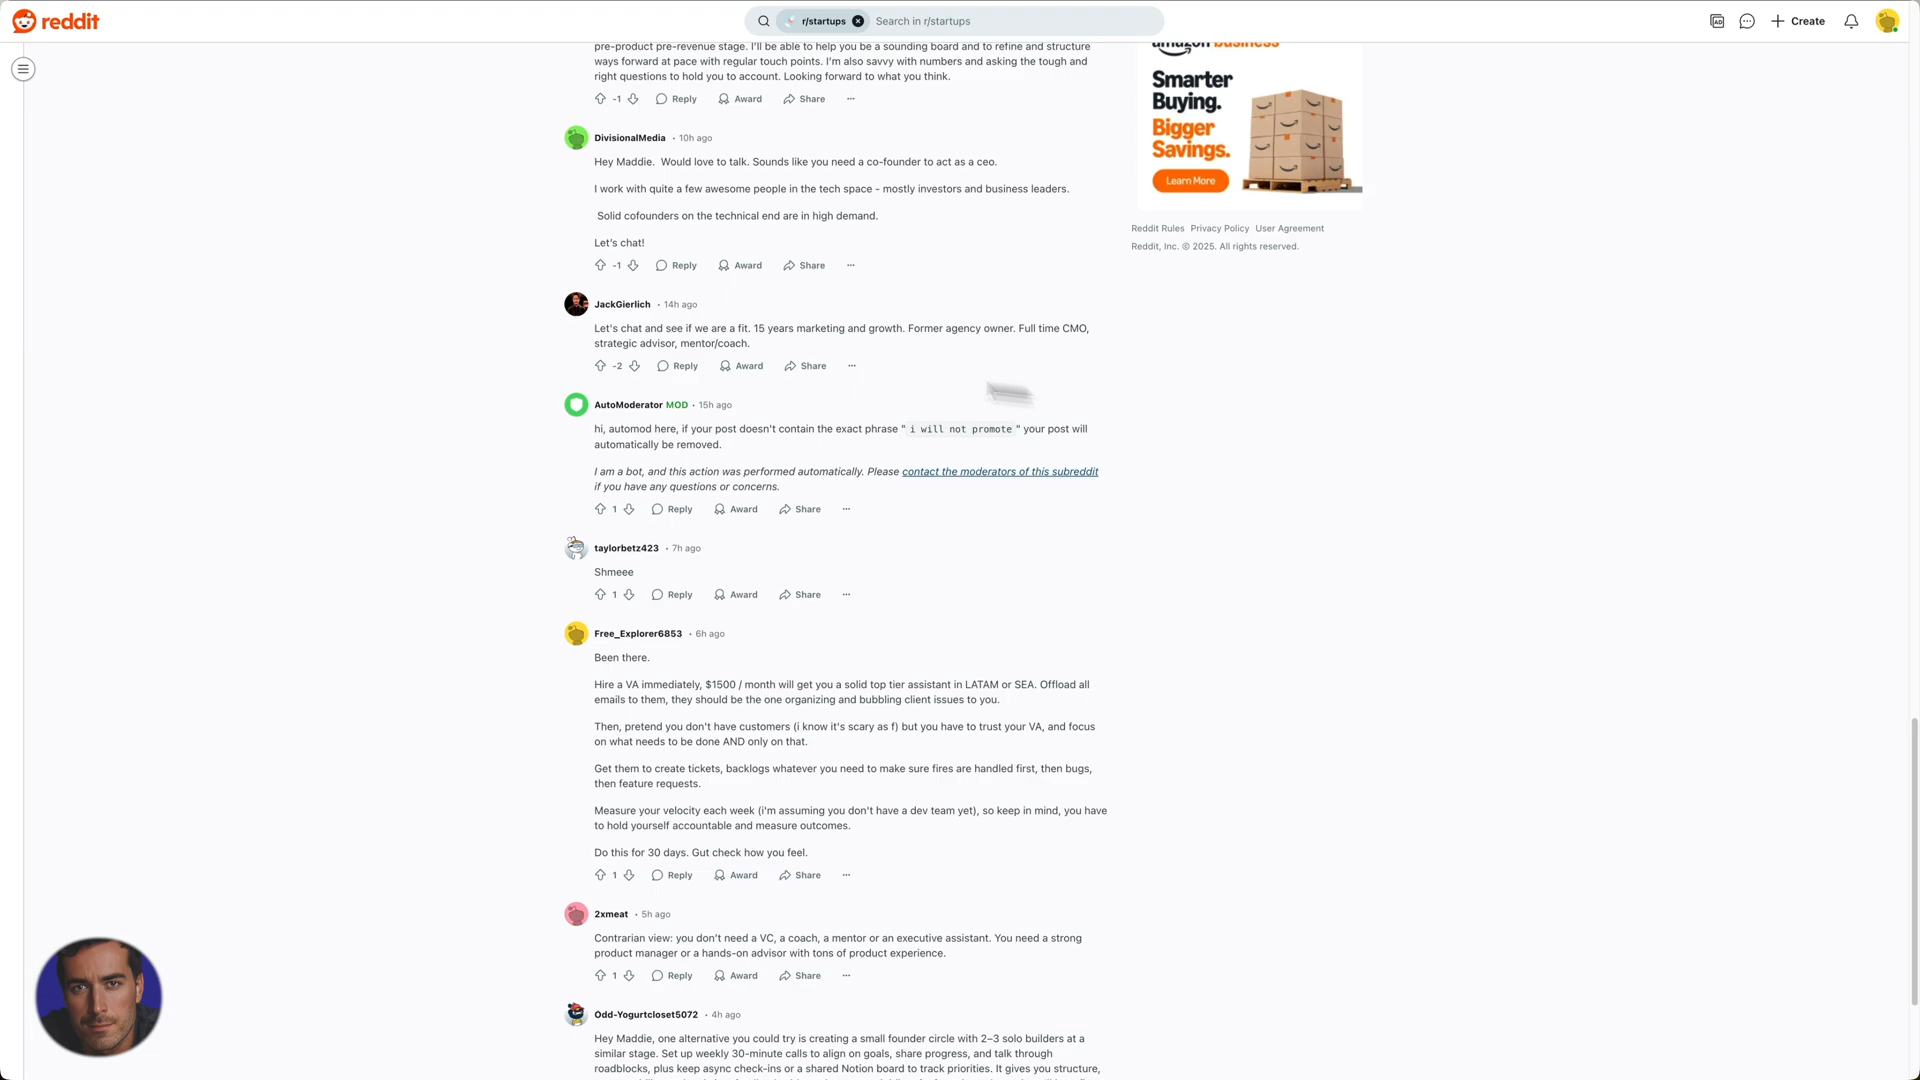 reddit
r/startups
Search in r/startups
Create
pre-product pre-revenue stage. I'll be able to help you be a sounding board and to refine and structure
ways forward at pace with regular touch points. I'm also savvy with numbers and asking the tough and
right questions to hold you to account. Looking forward to what you think.
-1 Reply Award Share
DivisionalMedia • 10h ago
Hey Maddie. Would love to talk. Sounds like you need a co-founder to act as a ceo.
I work with quite a few awesome people in the tech space - mostly investors and business leaders.
Solid cofounders on the technical end are in high demand.
Let's chat!
-1 Reply Award Share
JackGierlich • 14h ago
Let's chat and see if we are a fit. 15 years marketing and growth. Former agency owner. Full time CMO,
strategic advisor, mentor/coach.
-2 Reply Award Share
AutoModerator MOD • 15h ago
hi, automod here, if your post doesn't contain the exact phrase "i will not promote" your post will
automatically be removed.
I am a bot, and this action was performed automatically. Please contact the moderators of this subreddit
if you have any questions or concerns.
1 Reply Award Share
taylorbetz423 • 7h ago
Shmeee
1 Reply Award Share
Free_Explorer6853 • 6h ago
Been there.
Hire a VA immediately, $1500 / month will get you a solid top tier assistant in LATAM or SEA. Offload all
emails to them, they should be the one organizing and bubbling client issues to you.
Then, pretend you don't have customers (i know it's scary as f) but you have to trust your VA, and focus
on what needs to be done AND only on that.
Get them to create tickets, backlogs whatever you need to make sure fires are handled first, then bugs,
then feature requests.
Measure your velocity each week (i'm assuming you don't have a dev team yet), so keep in mind, you have
to hold yourself accountable and measure outcomes.
Do this for 30 days. Gut check how you feel.
1 Reply Award Share
2xmeat • 5h ago
Contrarian view: you don't need a VC, a coach, a mentor or an executive assistant. You need a strong
product manager or a hands-on advisor with tons of product experience.
1 Reply Award Share
Odd-Yogurtcloset5072 • 4h ago
Hey Maddie, one alternative you could try is creating a small founder circle with 2–3 solo builders at a
similar stage. Set up weekly 30-minute calls to align on goals, share progress, and talk through
roadblocks, plus keep async check-ins or a shared Notion board to track priorities. It gives you structure,
amazon business
Smarter
Buying.
Bigger
Savings.
Learn More
Reddit Rules Privacy Policy User Agreement
Reddit, Inc. © 2025. All rights reserved.